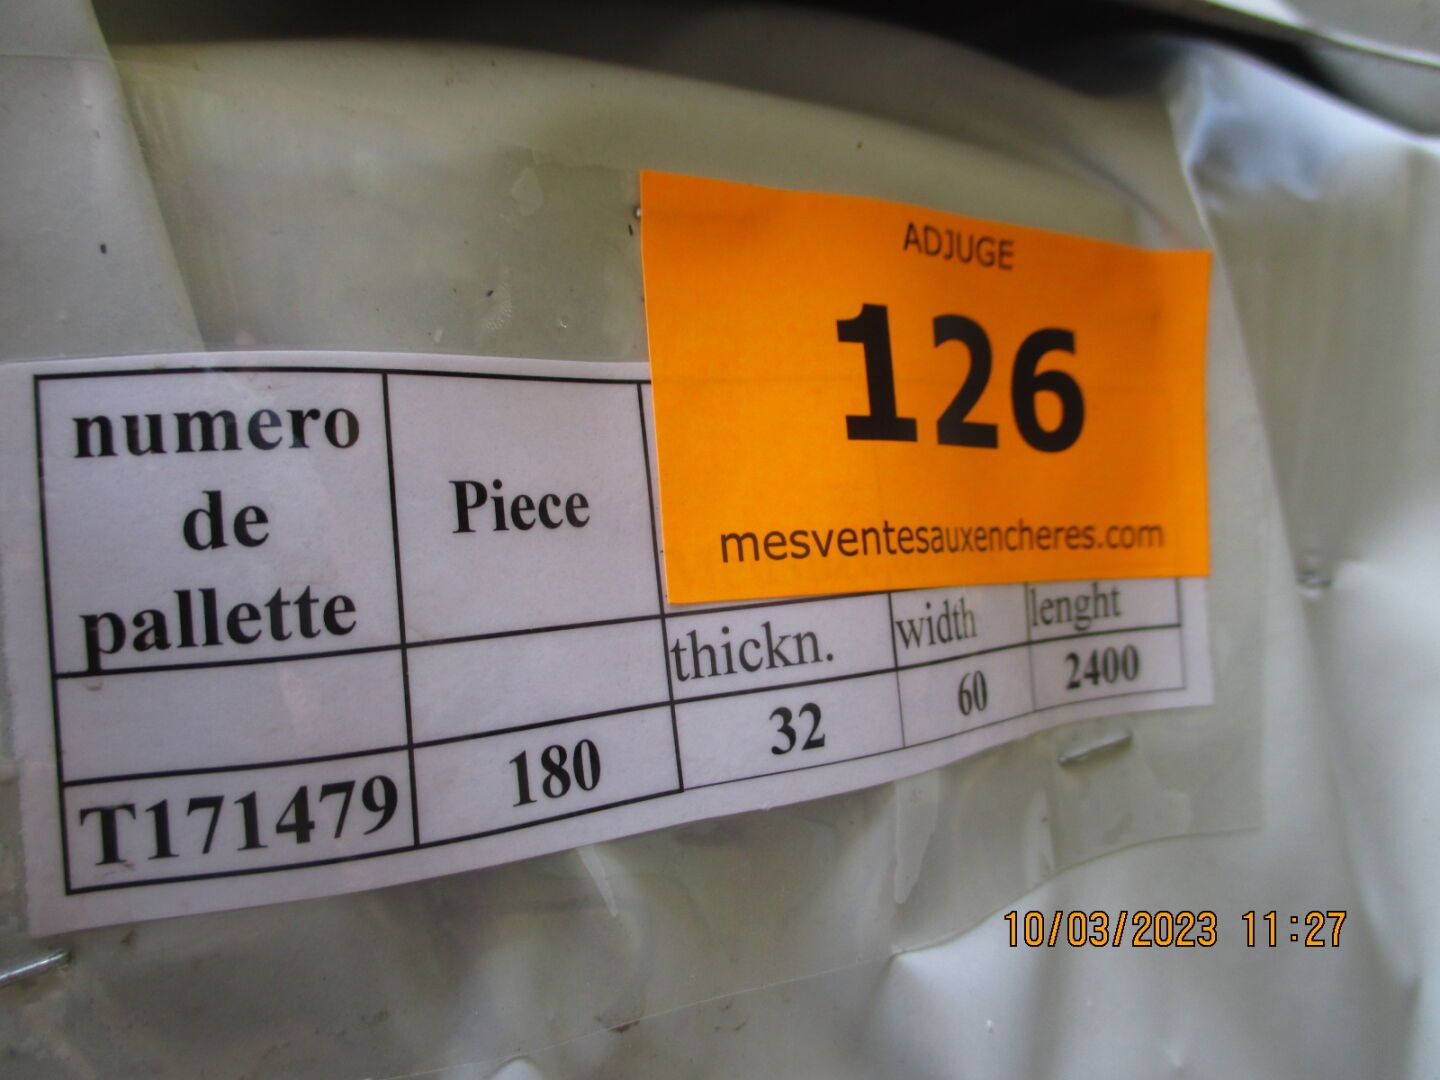 ADJUGE
126
mesventesauxencheres.com
numero
de
pallette
Piece
thickn.
width
lenght
T171479
180
32
60
2400
10/03/2023 11:27